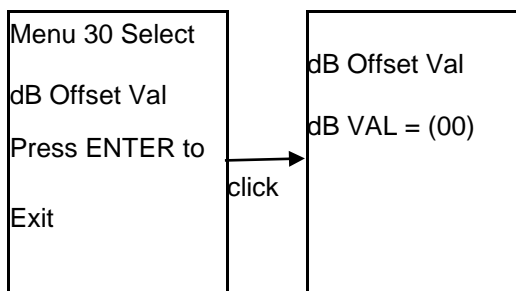 Menu 30 Select
dB Offset Val
Press ENTER to
Exit
click
dB Offset Val
dB VAL = (00)